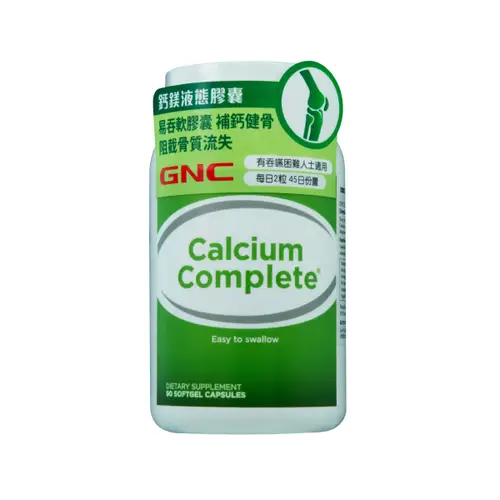 鈣鎂液態膠囊
易吞軟膠囊 補鈣健骨
阻截骨質流失
GNC
有吞嚥困難人士適用
每日2粒 45日份量
Calcium
Complete®
Easy to swallow
DIETARY SUPPLEMENT
90 SOFTGEL CAPSULES